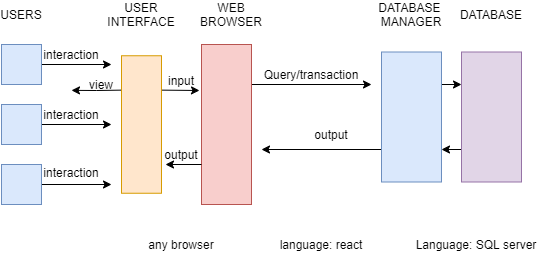 USERS
USER
INTERFACE
WEB
BROWSER
DATABASE
MANAGER
DATABASE
interaction
view
input
Query/transaction
interaction
output
output
interaction
any browser
language: react
Language: SQL server